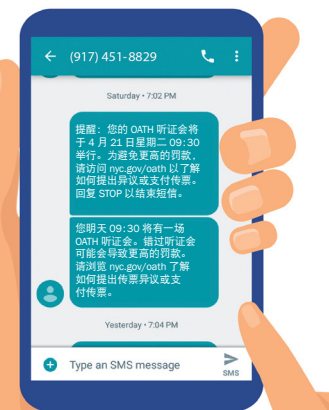 (917) 451-8829
Saturday • 7:02 PM
提醒：您的 OATH 听证会将
于 4 月 21 日星期二 09:30
举行。为避免更高的罚款，
请访问 nyc.gov/oath 以了解
如何提出异议或支付传票。
回复 STOP 以结束短信。
您明天 09:30 将有一场
OATH 听证会。错过听证会
可能会导致更高的罚款。
请浏览 nyc.gov/oath 了解
如何提出传票异议或支
付传票。
Yesterday • 7:04 PM
Type an SMS message
SMS